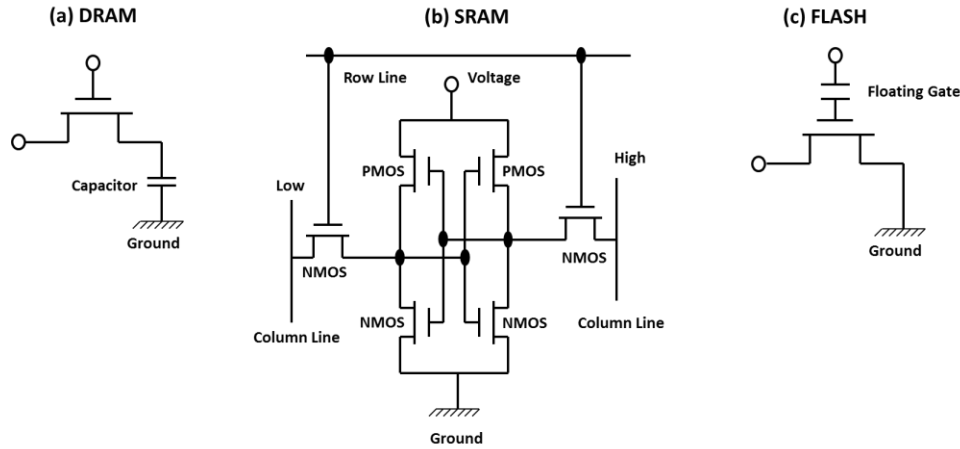 (a) DRAM
(b) SRAM
(c) FLASH
Row Line
Voltage
Floating Gate
PMOS
PMOS
High
Capacitor
Low
Ground
NMOS
NMOS
Ground
NMOS
NMOS
Column Line
Column Line
Ground